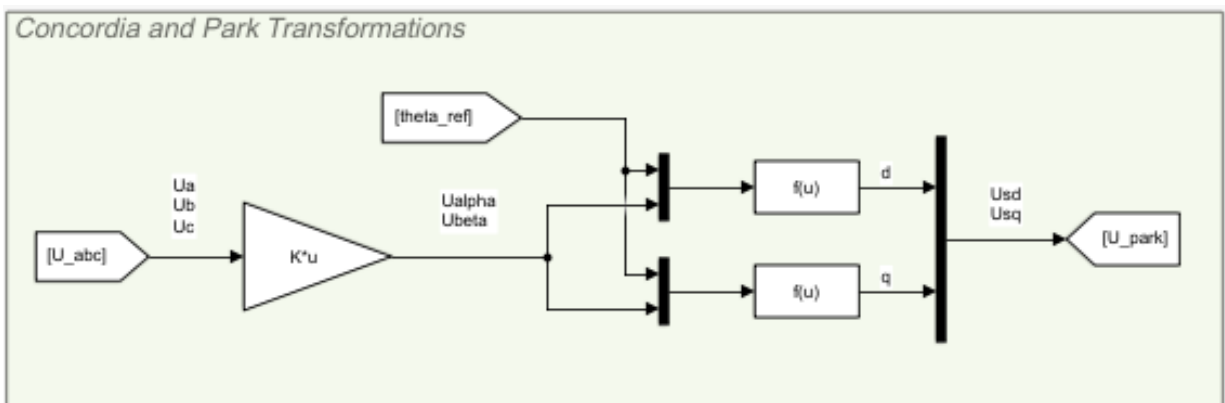 Concordia and Park Transformations
[theta_ref]
Ua
Ub
Uc
Ualpha
Ubeta
f(u)
d
Usd
Usq
[U_abc]
K*u
[U_park]
f(u)
q